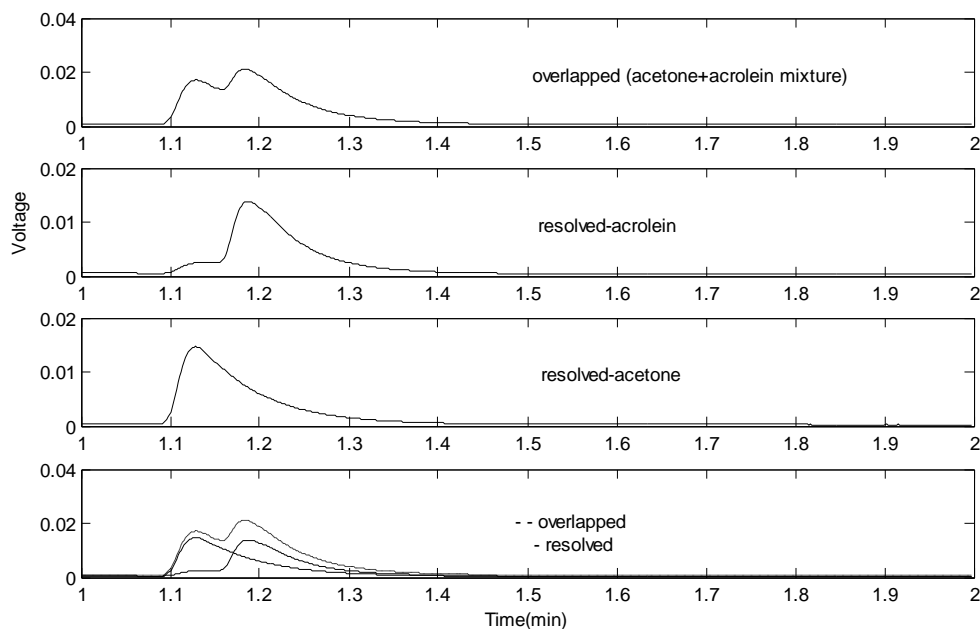 0.04
0.02
0
overlapped (acetone+acrolein mixture)
1 1.1 1.2 1.3 1.4 1.5 1.6 1.7 1.8 1.9 2
Voltage
0.02
0.01
0
resolved-acrolein
1 1.1 1.2 1.3 1.4 1.5 1.6 1.7 1.8 1.9 2
0.02
0.01
0
resolved-acetone
1 1.1 1.2 1.3 1.4 1.5 1.6 1.7 1.8 1.9 2
0.04
0.02
0
- - overlapped
- resolved
1 1.1 1.2 1.3 1.4 1.5 1.6 1.7 1.8 1.9 2
Time(min)